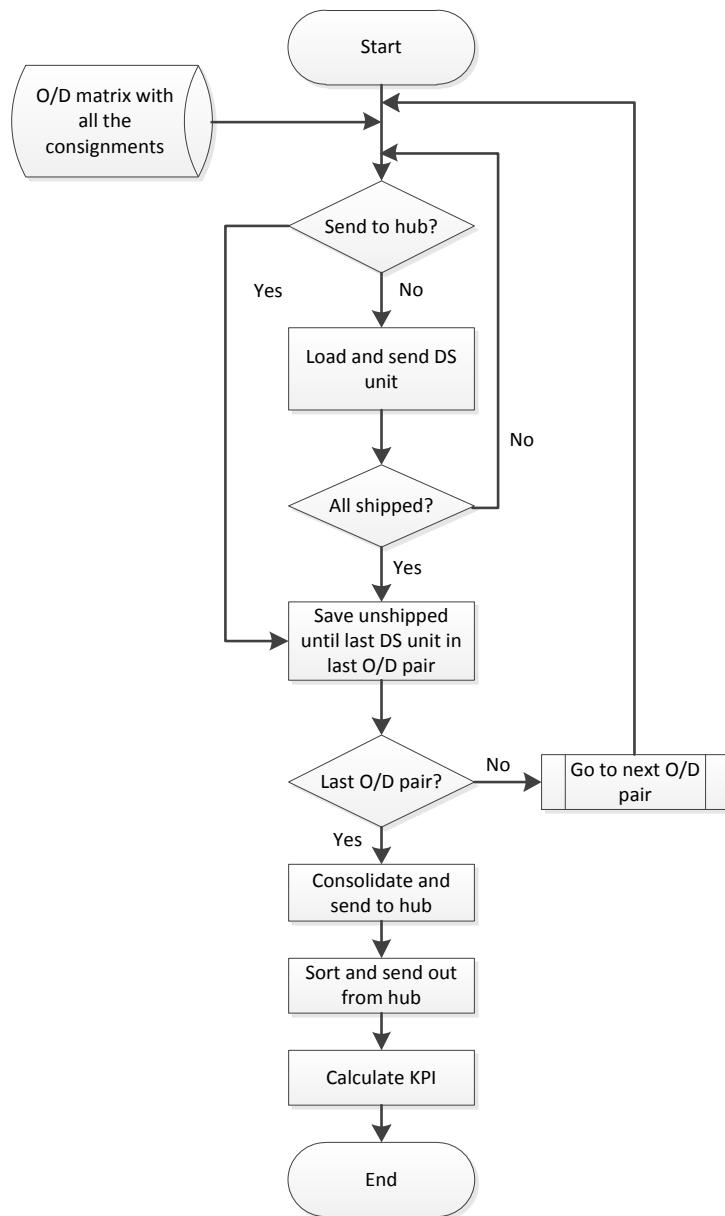 Start
O/D matrix with
all the
consignments
Send to hub?
Yes
No
Load and send DS
unit
No
All shipped?
Yes
Save unshipped
until last DS unit in
last O/D pair
Last O/D pair?
No
Go to next O/D
pair
Yes
Consolidate and
send to hub
Sort and send out
from hub
Calculate KPI
End